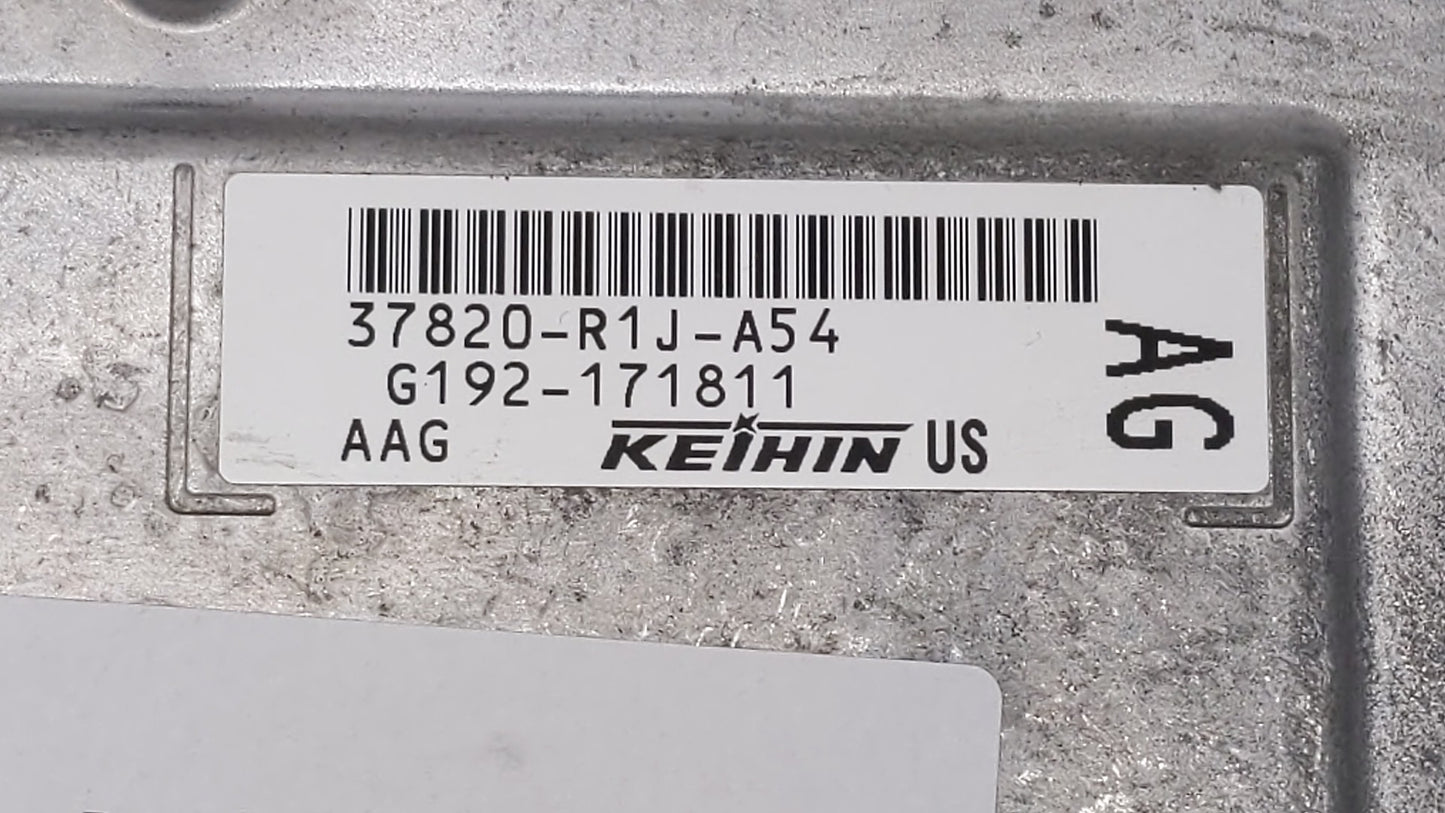 37820-R1J-A54
G192-171811
AAG KEIHIN US
AG